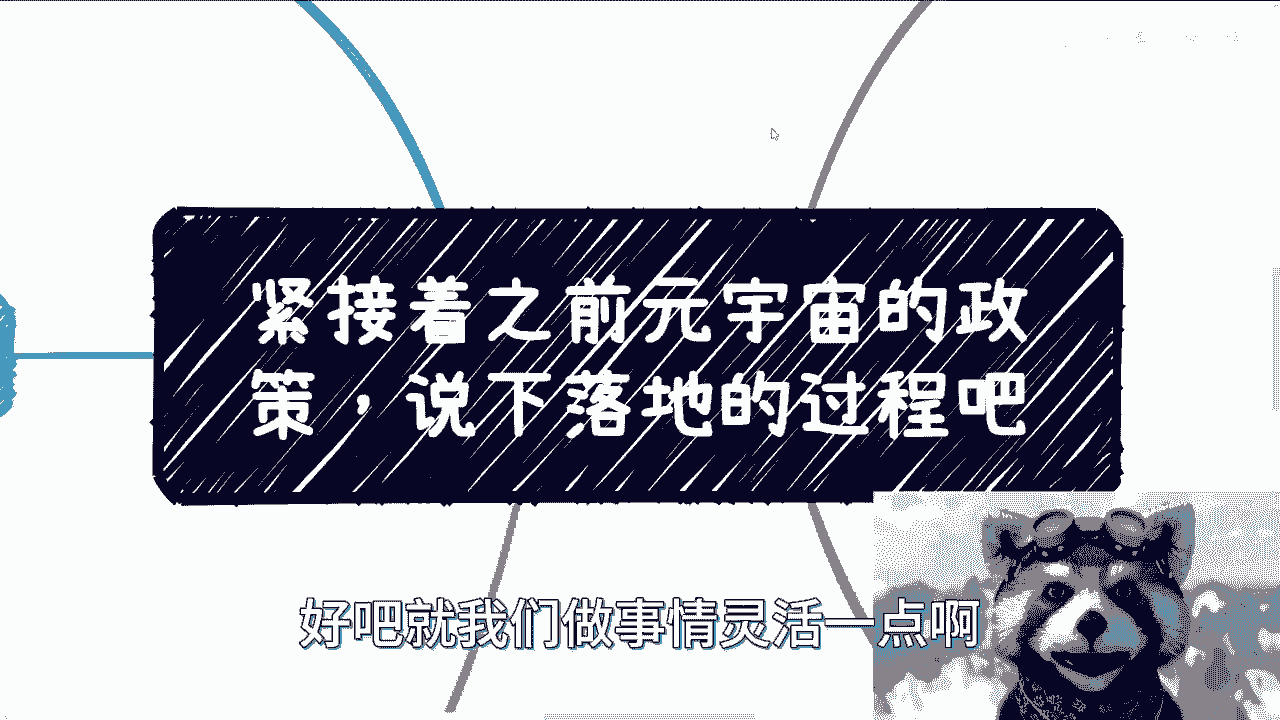 紧接着之前元宇宙的政
策，说下落地的过程吧
好吧就我们做事情灵活一点啊